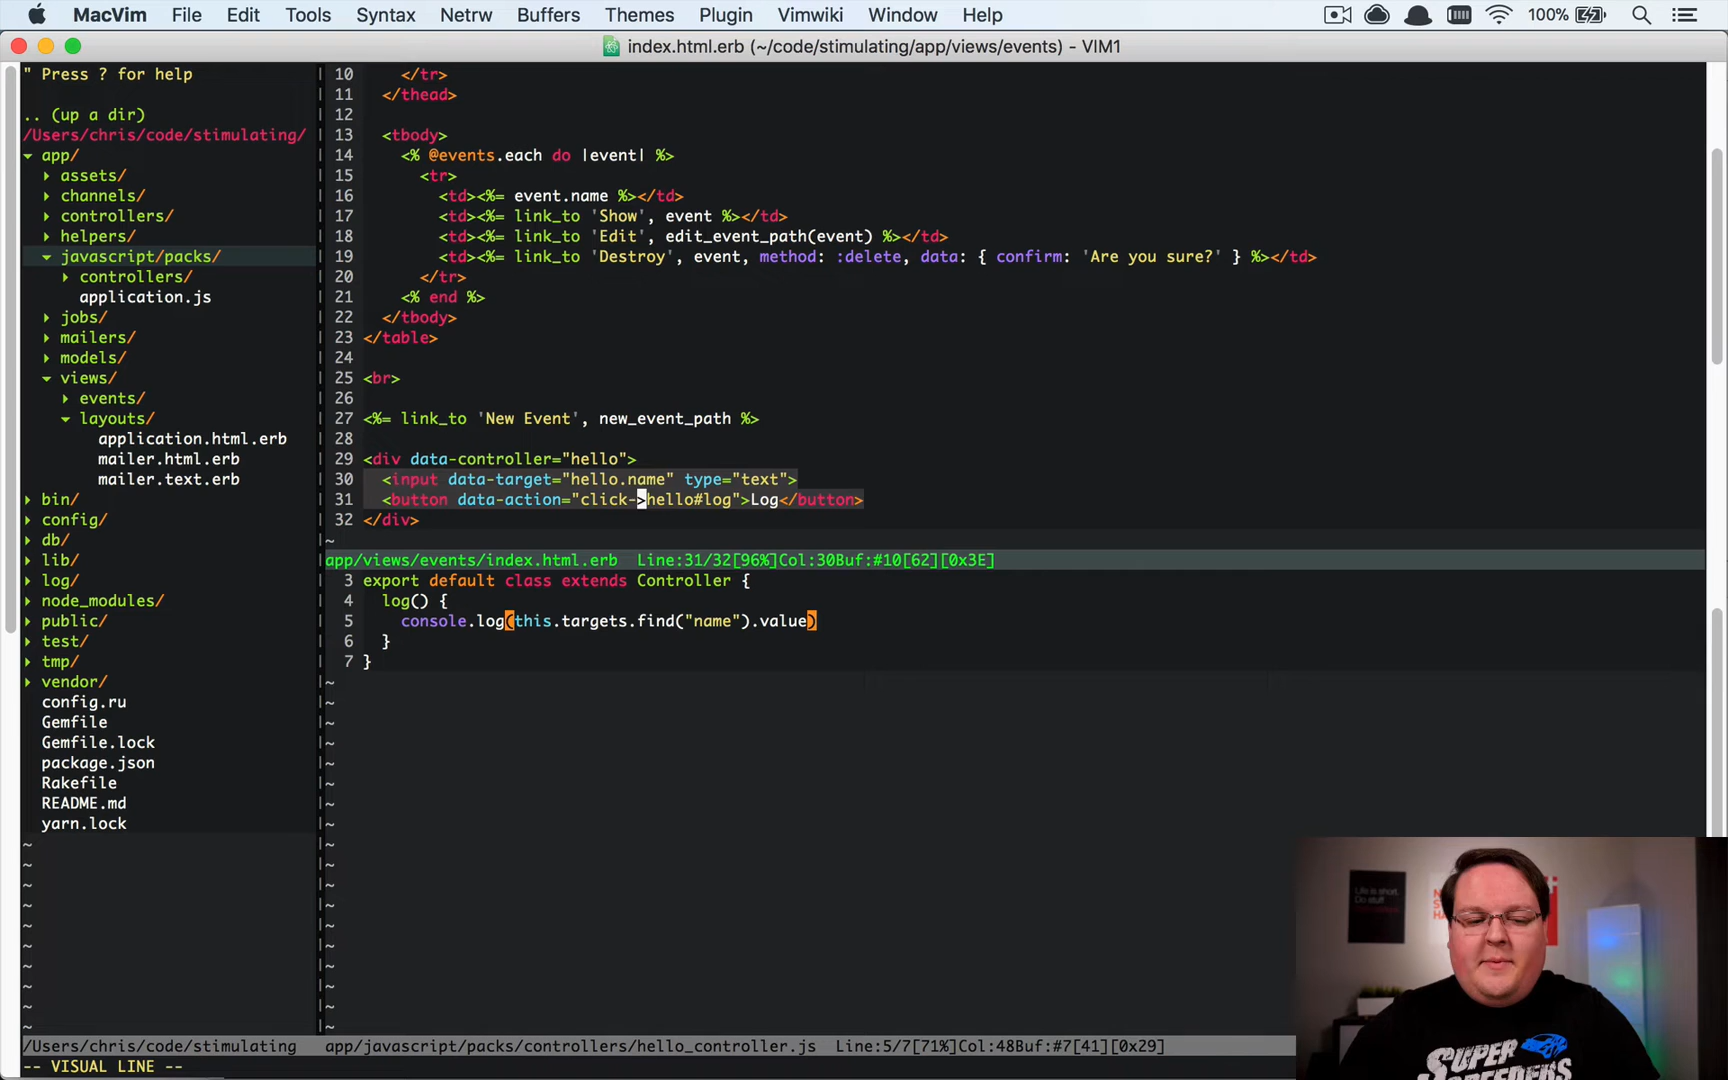 MacVim File Edit Tools Syntax Netrw Buffers Themes Plugin Vimwiki Window Help 100%
index.html.erb (~/code/stimulating/app/views/events) - VIM1
" Press ? for help
.. (up a dir)
/Users/chris/code/stimulating/
▾ app/
▸ assets/
▸ channels/
▸ controllers/
▸ helpers/
▾ javascript/packs/
▸ controllers/
application.js
▸ jobs/
▸ mailers/
▸ models/
▾ views/
▸ events/
▾ layouts/
application.html.erb
mailer.html.erb
mailer.text.erb
▸ bin/
▸ config/
▸ db/
▸ lib/
▸ log/
▸ node_modules/
▸ public/
▸ test/
▸ tmp/
▸ vendor/
config.ru
Gemfile
Gemfile.lock
package.json
Rakefile
README.md
yarn.lock
/Users/chris/code/stimulating
-- VISUAL LINE --
10 </tr>
11 </thead>
12
13 <tbody>
14 <% @events.each do |event| %>
15 <tr>
16 <td><%= event.name %></td>
17 <td><%= link_to 'Show', event %></td>
18 <td><%= link_to 'Edit', edit_event_path(event) %></td>
19 <td><%= link_to 'Destroy', event, method: :delete, data: { confirm: 'Are you sure?' } %></td>
20 </tr>
21 <% end %>
22 </tbody>
23 </table>
24
25 <br>
26
27 <%= link_to 'New Event', new_event_path %>
28
29 <div data-controller="hello">
30 <input data-target="hello.name" type="text">
31 <button data-action="click->hello#log">Log</button>
32 </div>
~
app/views/events/index.html.erb Line:31/32[96%]Col:30Buf:#10[62][0x3E]
3 export default class extends Controller {
4 log() {
5 console.log(this.targets.find("name").value)
6 }
7 }
app/javascript/packs/controllers/hello_controller.js Line:5/7[71%]Col:48Buf:#7[41][0x29]
Life is short.
Do stuff
SUPER
SPEEDERS